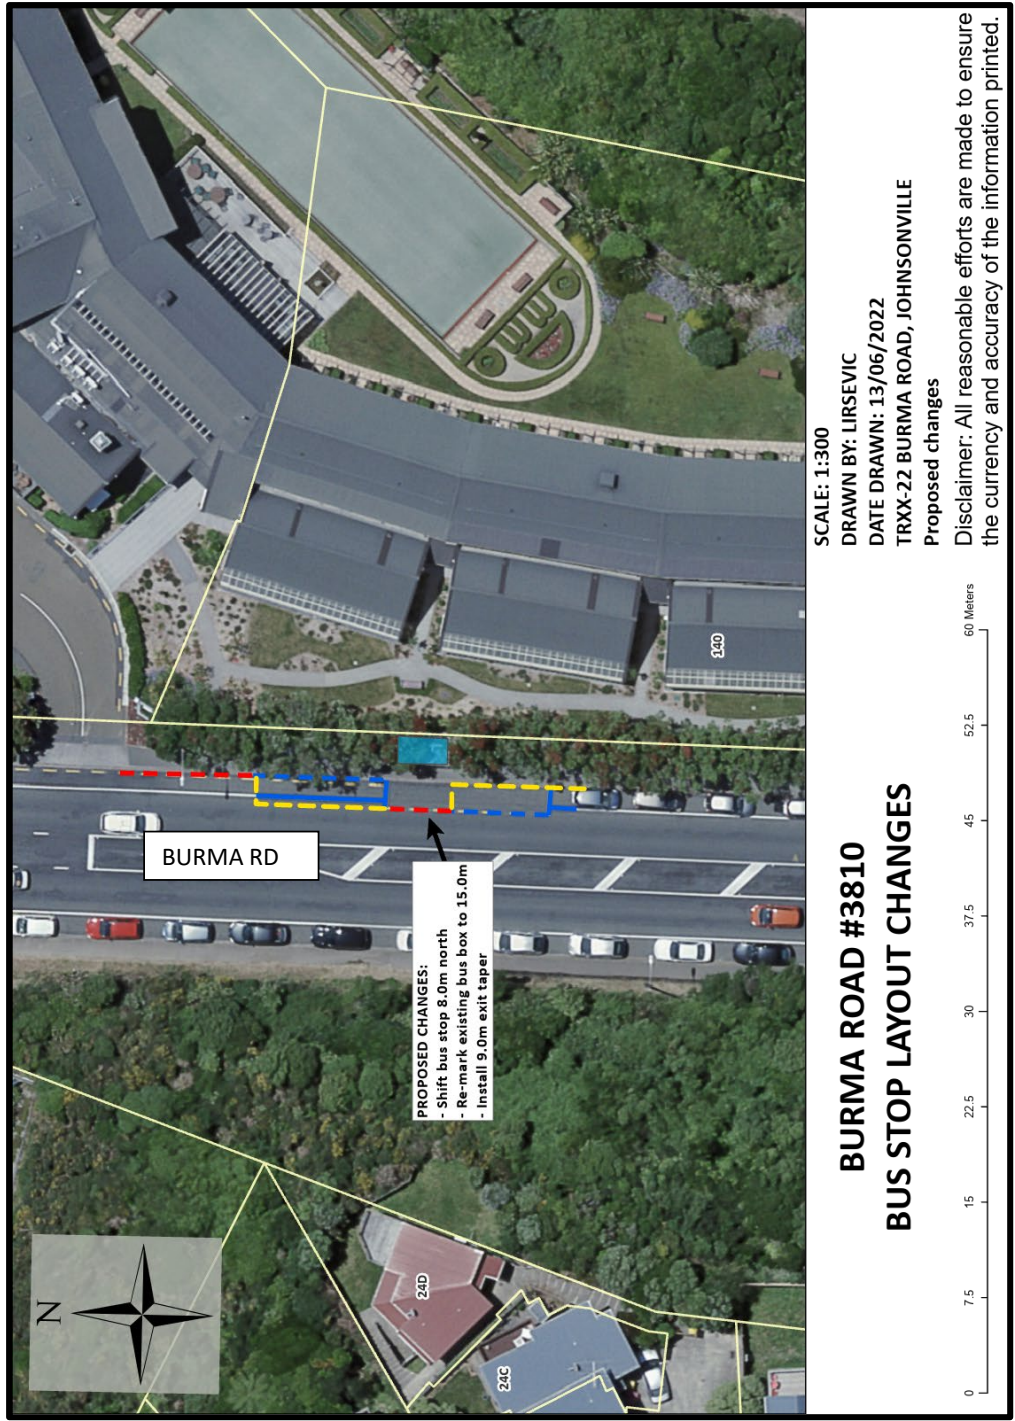 BURMA RD
PROPOSED CHANGES:
- Shift bus stop 8.0m north
- Re-mark existing bus box to 15.0m
- Install 9.0m exit taper
140
24D
24C
N
BURMA ROAD #3810
BUS STOP LAYOUT CHANGES
SCALE: 1:300
DRAWN BY: LIRSEVIC
DATE DRAWN: 13/06/2022
TRXX-22 BURMA ROAD, JOHNSONVILLE
Proposed changes
Disclaimer: All reasonable efforts are made to ensure
the currency and accuracy of the information printed.
0 7.5 15 22.5 30 37.5 45 52.5 60 Meters